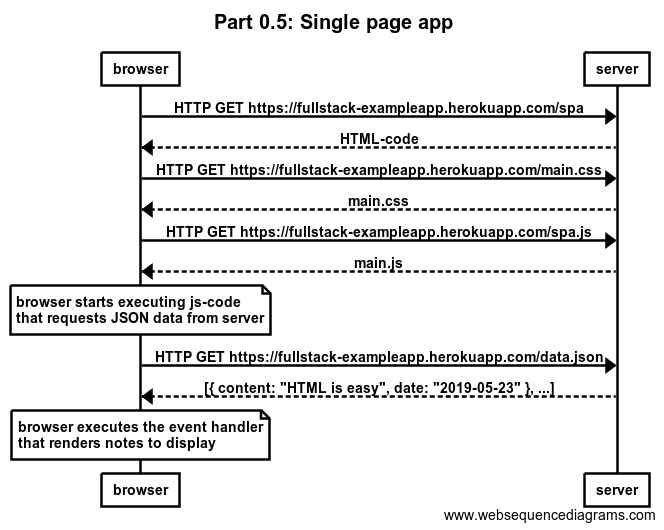 Part 0.5: Single page app
browser
server
HTTP GET https://fullstack-exampleapp.herokuapp.com/spa
HTML-code
HTTP GET https://fullstack-exampleapp.herokuapp.com/main.css
main.css
HTTP GET https://fullstack-exampleapp.herokuapp.com/spa.js
main.js
browser starts executing js-code
that requests JSON data from server
HTTP GET https://fullstack-exampleapp.herokuapp.com/data.json
[{ content: "HTML is easy", date: "2019-05-23" }, ...]
browser executes the event handler
that renders notes to display
browser
server
www.websequencediagrams.com